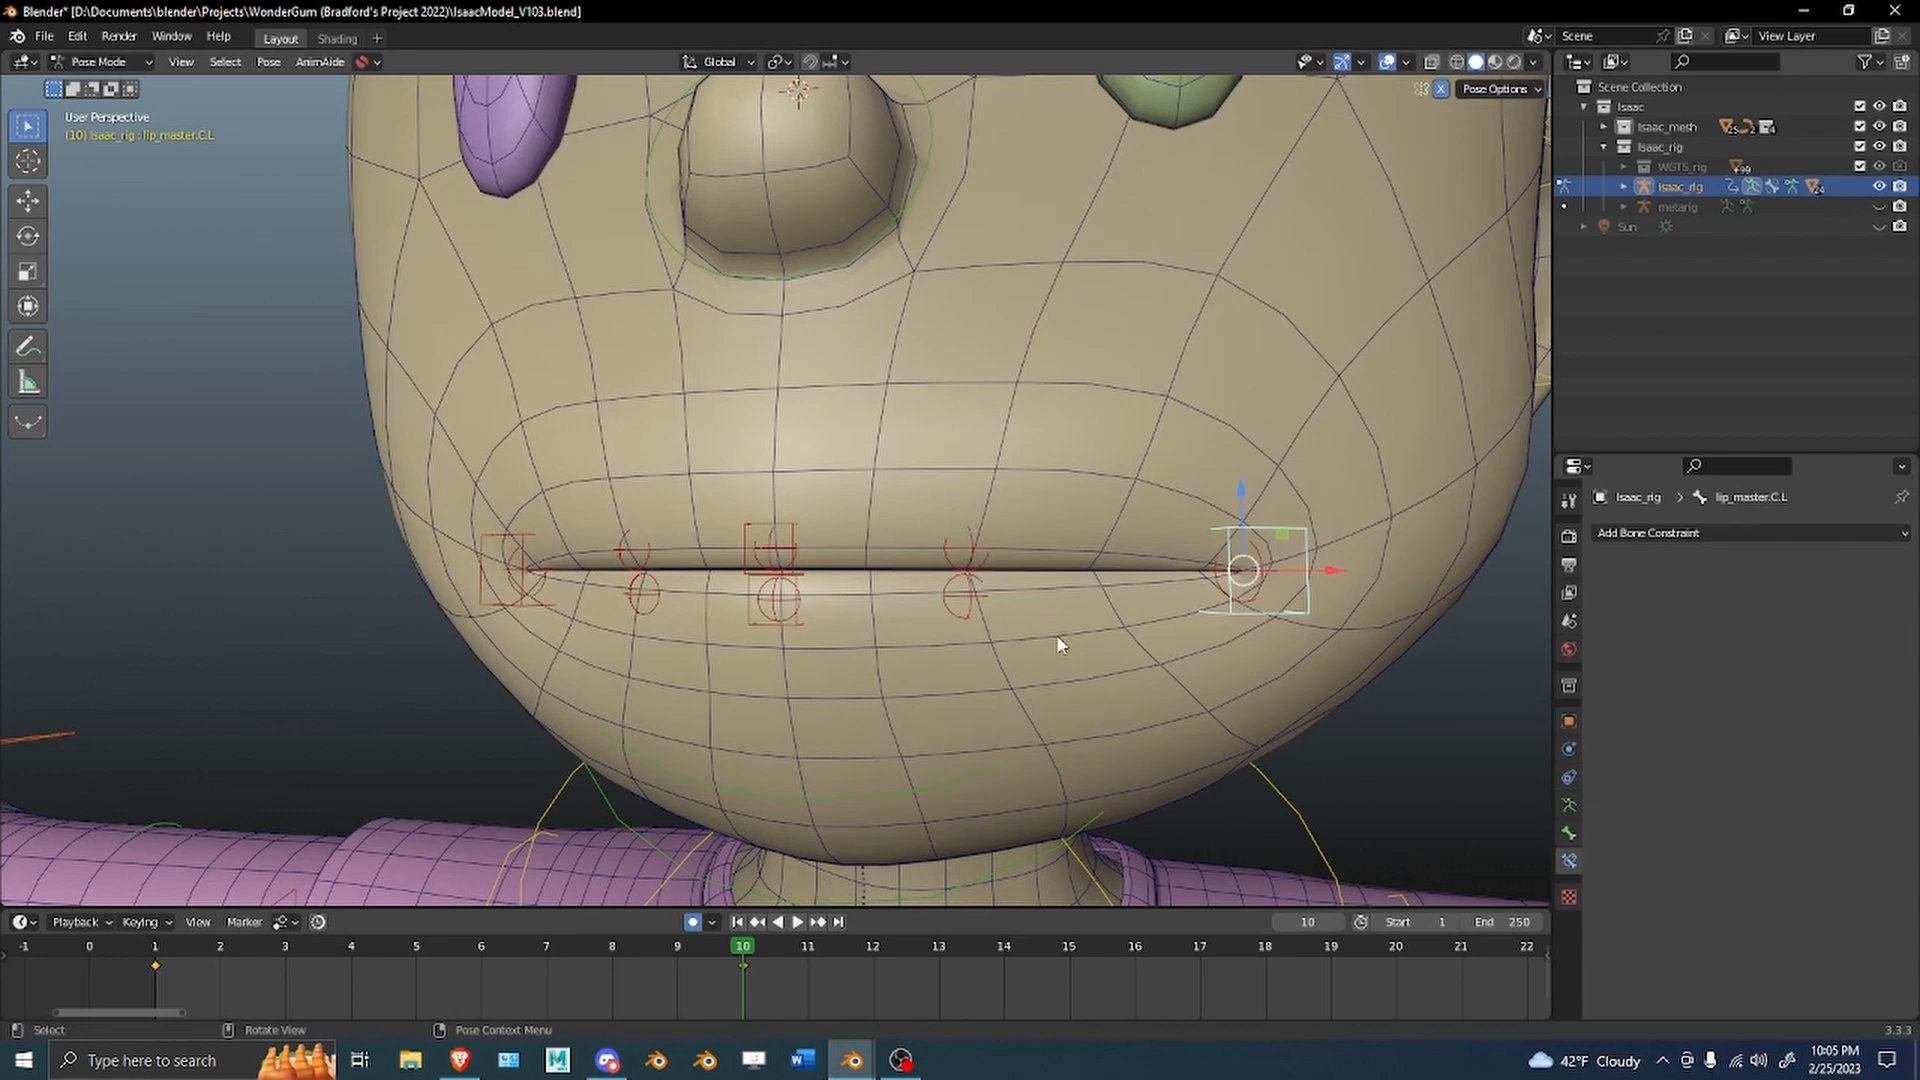 Blender* [D:\Documents\blender\Projects\WonderGum (Bradford's Project 2022)\IsaacModel_V103.blend]
File Edit Render Window Help Layout Shading + Scene View Layer
Pose Mode View Select Pose AnimAide Global
X Pose Options
User Perspective
(10) Isaac_rig : lip_master.C.L
Scene Collection
Isaac
Isaac_mesh 25 2 4
Isaac_rig
WGTS_rig 99
Isaac_rig 24
metarig
Sun
Isaac_rig > lip_master.C.L
Add Bone Constraint
Playback Keying View Marker 10 Start 1 End 250
-1 0 1 2 3 4 5 6 7 8 9 10 11 12 13 14 15 16 17 18 19 20 21 22
Select Rotate View Pose Context Menu 3.3.3
Type here to search 42°F Cloudy 10:05 PM
2/25/2023